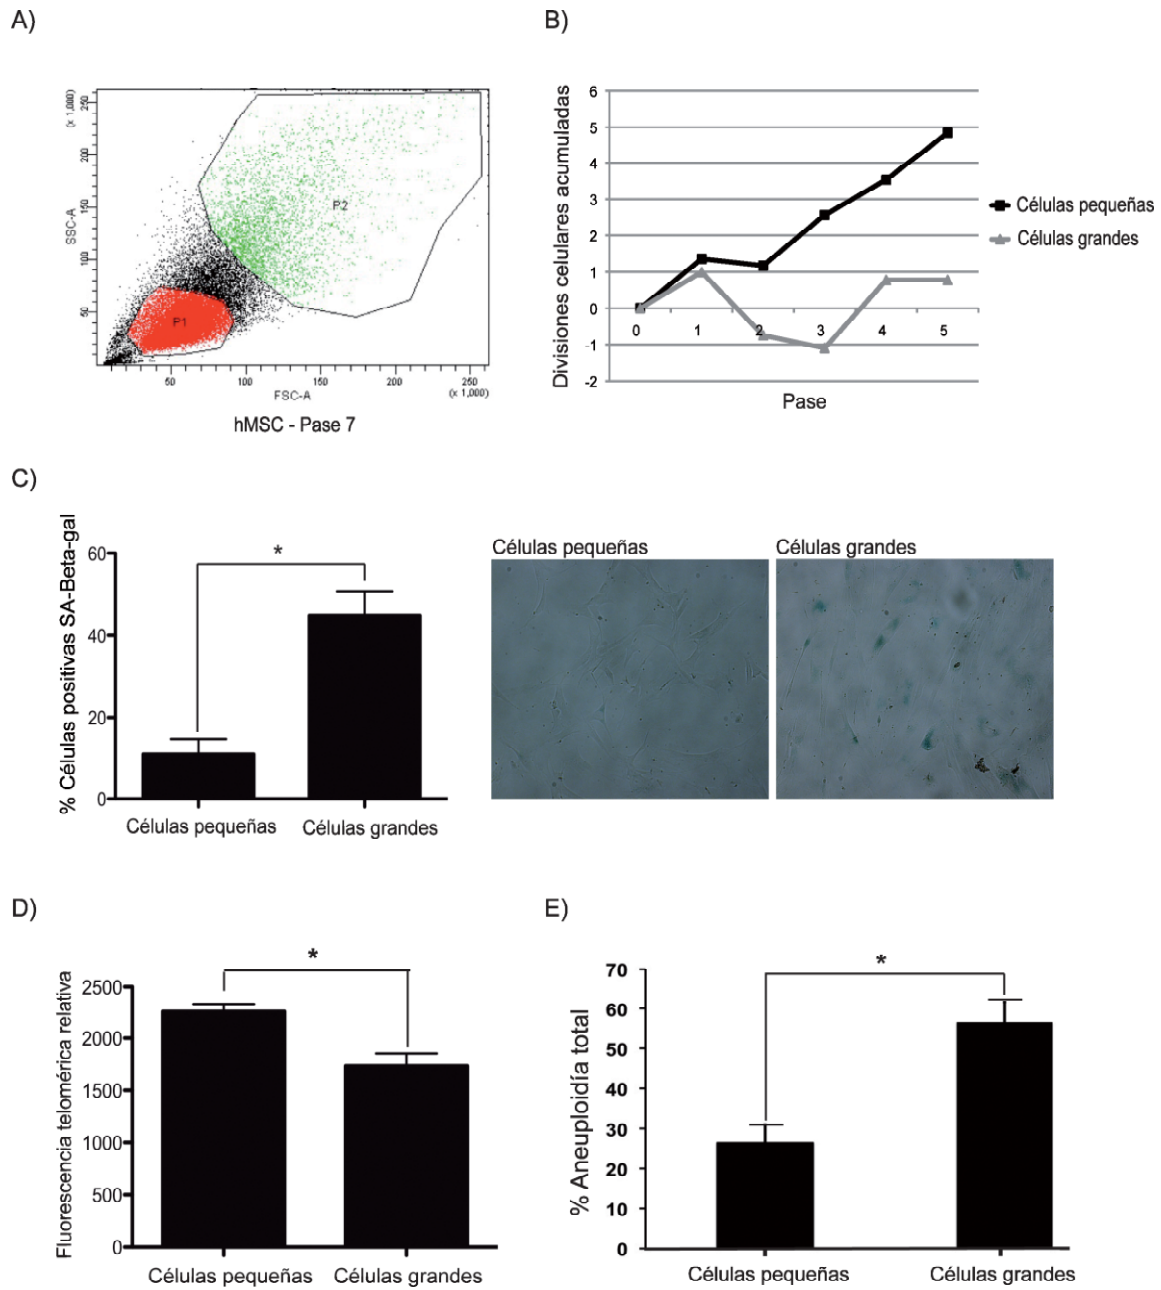 A)
B)
(x 1,000)
250
200
150
100
50
SSC-A
P2
P1
50
100
150
200
250
(x 1,000)
FSC-A
hMSC - Pase 7
Divisiones celulares acumuladas
6
5
4
3
2
1
0
-1
-2
0
1
2
3
4
5
Pase
Células pequeñas
Células grandes
C)
% Células positivas SA-Beta-gal
60
40
20
0
*
Células pequeñas
Células grandes
Células pequeñas
Células grandes
D)
E)
Fluorescencia telomérica relativa
2500
2000
1500
1000
500
0
*
Células pequeñas
Células grandes
% Aneuploidía total
70
60
50
40
30
20
10
0
*
Células pequeñas
Células grandes